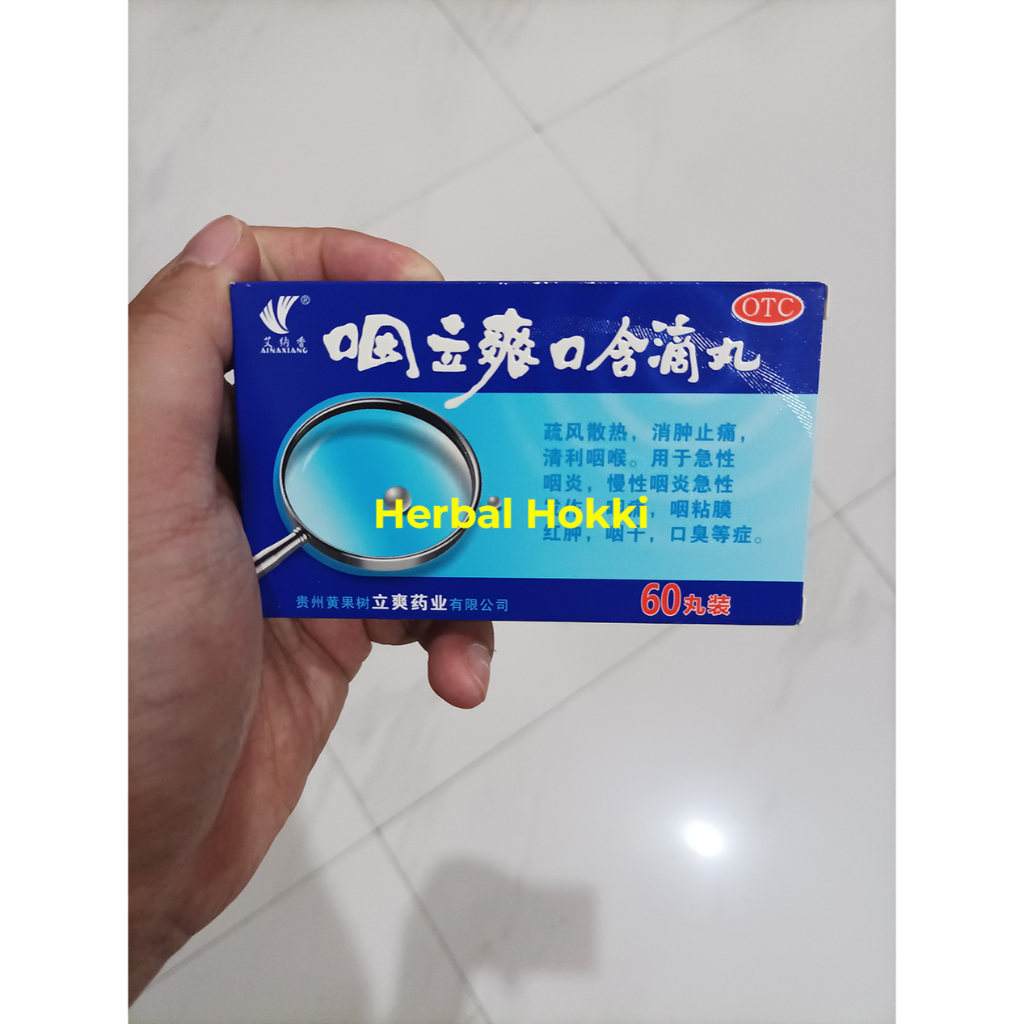 艾纳香®
AINAXIANG
咽立爽口含滴丸
OTC
疏风散热，消肿止痛，
清利咽喉。用于急性
咽炎，慢性咽炎急性
咽粘膜
红肿，咽干，口臭等症。
Herbal Hokki
贵州黄果树立爽药业有限公司
60丸装